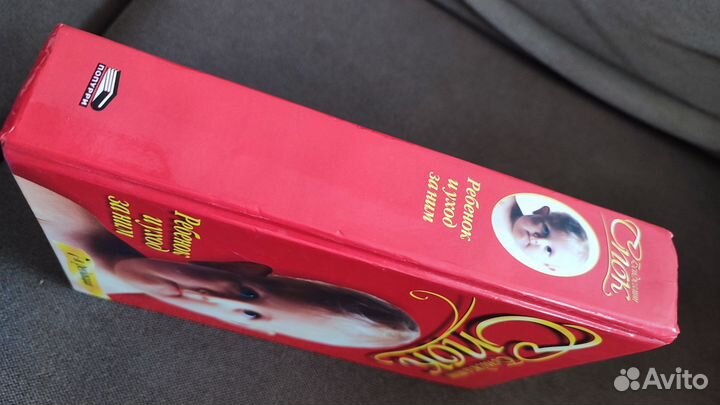 Бенджамин
Спок
Ребенок
и уход
за ним
ПОПУРРИ
Бенджамин
Спок
Ребенок
и уход
за ним
Avito